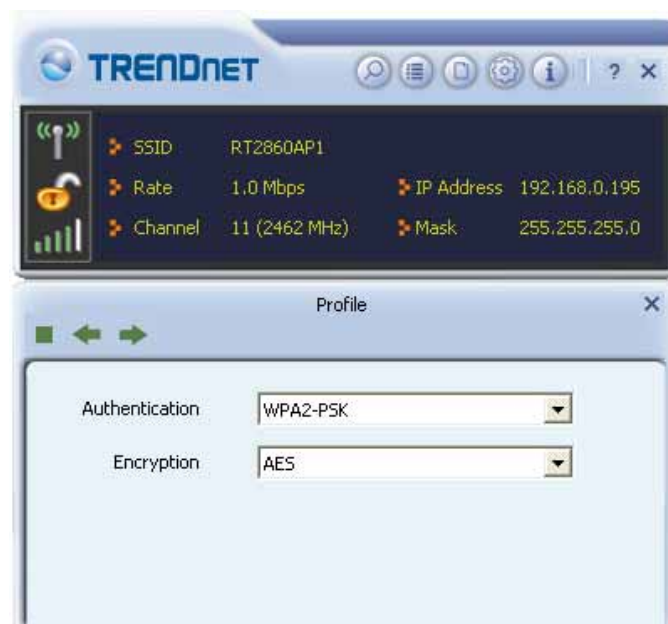 TRENDNET
? ×
SSID RT2860AP1
Rate 1.0 Mbps IP Address 192.168.0.195
Channel 11 (2462 MHz) Mask 255.255.255.0
Profile ×
Authentication WPA2-PSK
Encryption AES